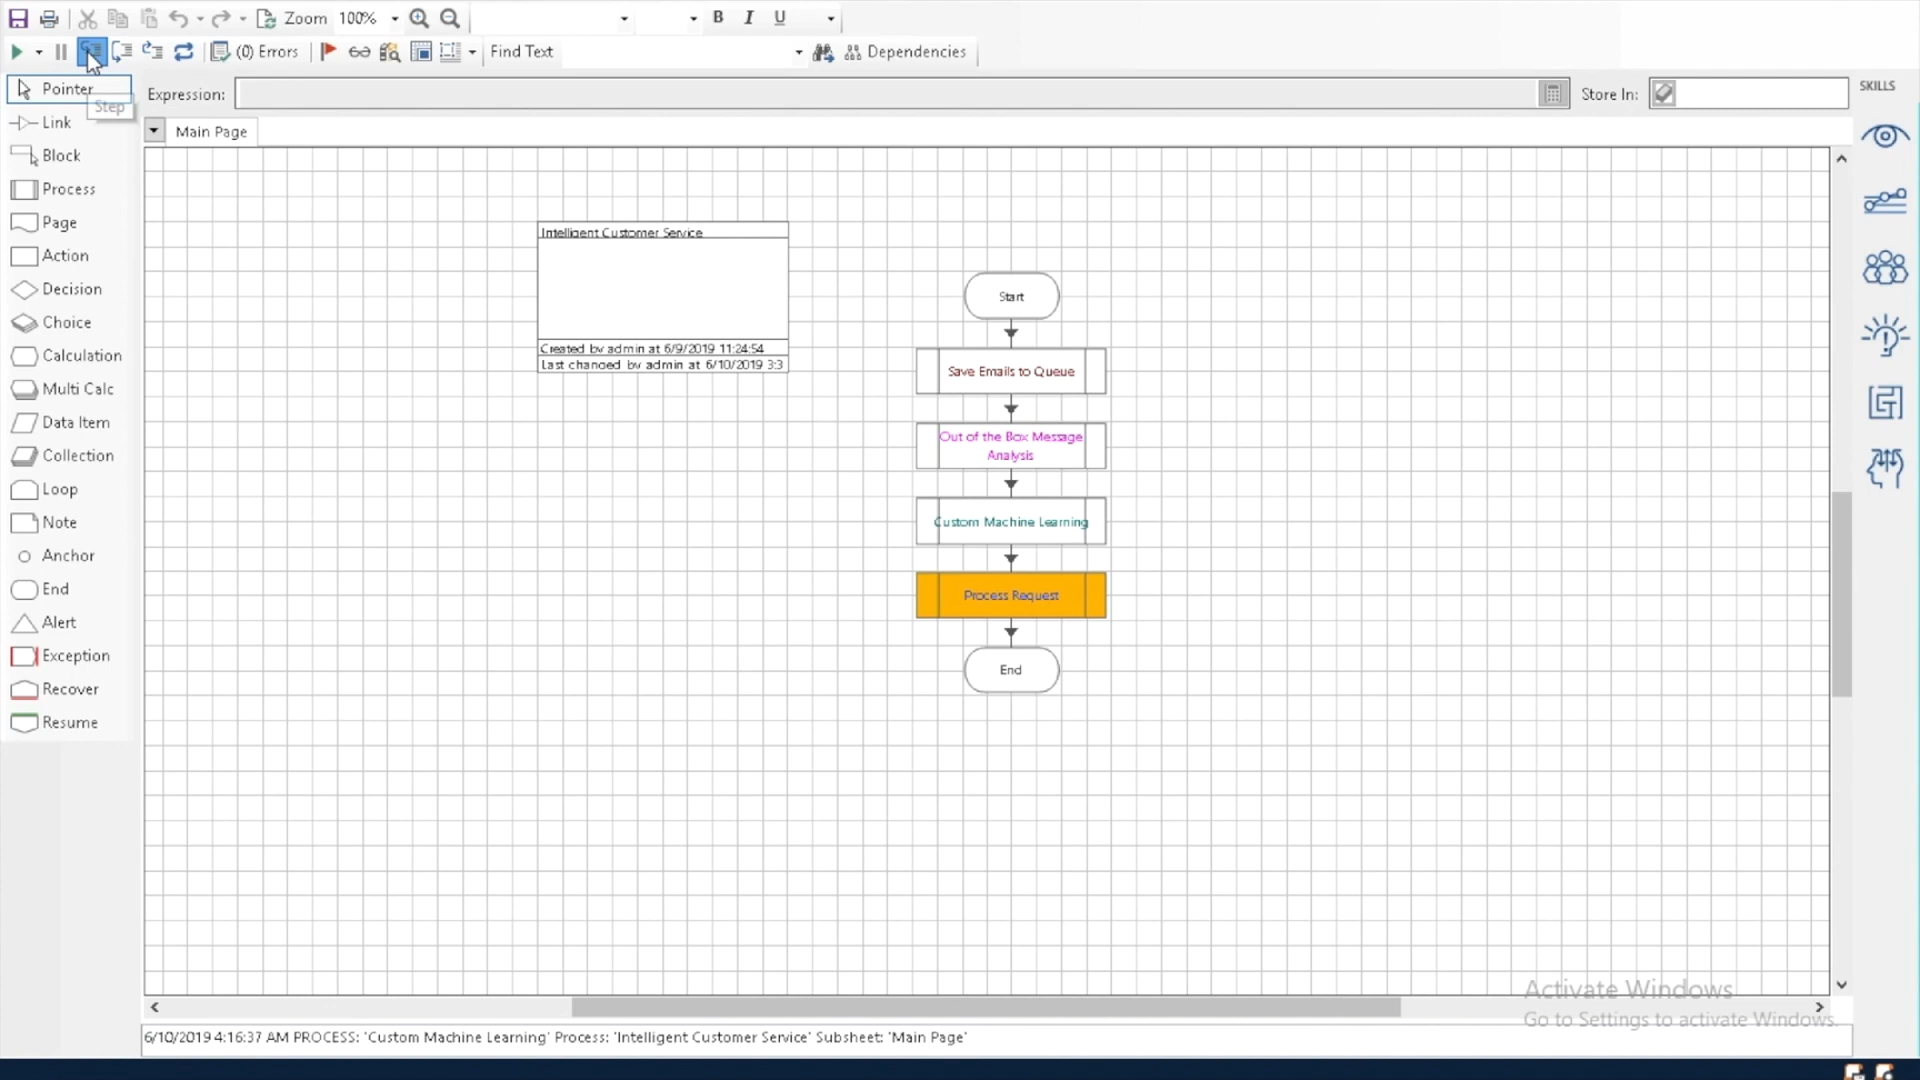 Zoom 100% B I U
(0) Errors Find Text Dependencies
Pointer
Step
Expression: Store In:
SKILLS
Link
Main Page
Block
Process
Page
Action
Decision
Choice
Calculation
Multi Calc
Data Item
Collection
Loop
Note
Anchor
End
Alert
Exception
Recover
Resume
Intelligent Customer Service
Created by admin at 6/9/2019 11:24:54
Last changed by admin at 6/10/2019 3:3
Start
Save Emails to Queue
Out of the Box Message
Analysis
Custom Machine Learning
Process Request
End
Activate Windows
Go to Settings to activate Windows.
6/10/2019 4:16:37 AM PROCESS: 'Custom Machine Learning' Process: 'Intelligent Customer Service' Subsheet: 'Main Page'